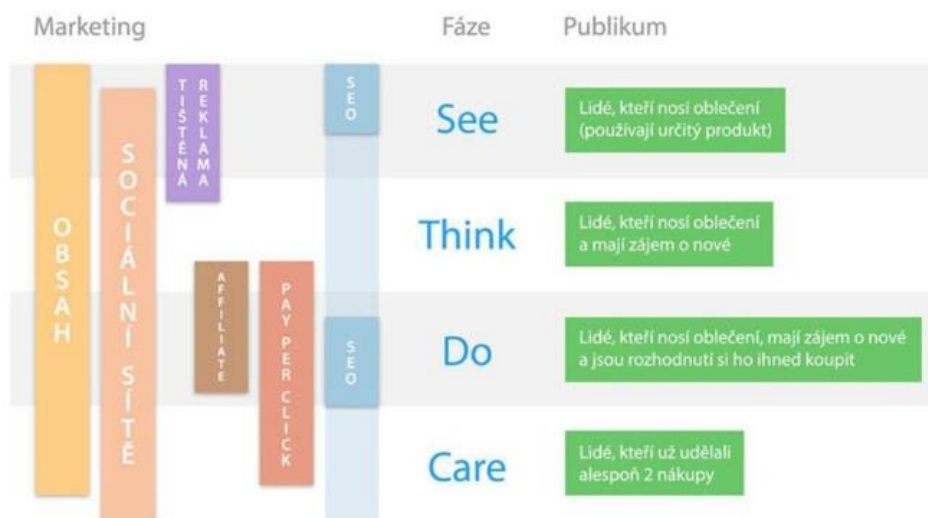 Marketing
Fáze
Publikum
OBSAH
SOCIÁLNÍ SÍTĚ
TIŠTĚNÁ
REKLAMA
SEO
See
Lidé, kteří nosí oblečení
(používají určitý produkt)
Think
Lidé, kteří nosí oblečení
a mají zájem o nové
AFFILIATE
PAY PER CLICK
SEO
Do
Lidé, kteří nosí oblečení, mají zájem o nové
a jsou rozhodnutí si ho ihned koupit
Care
Lidé, kteří už udělali
alespoň 2 nákupy